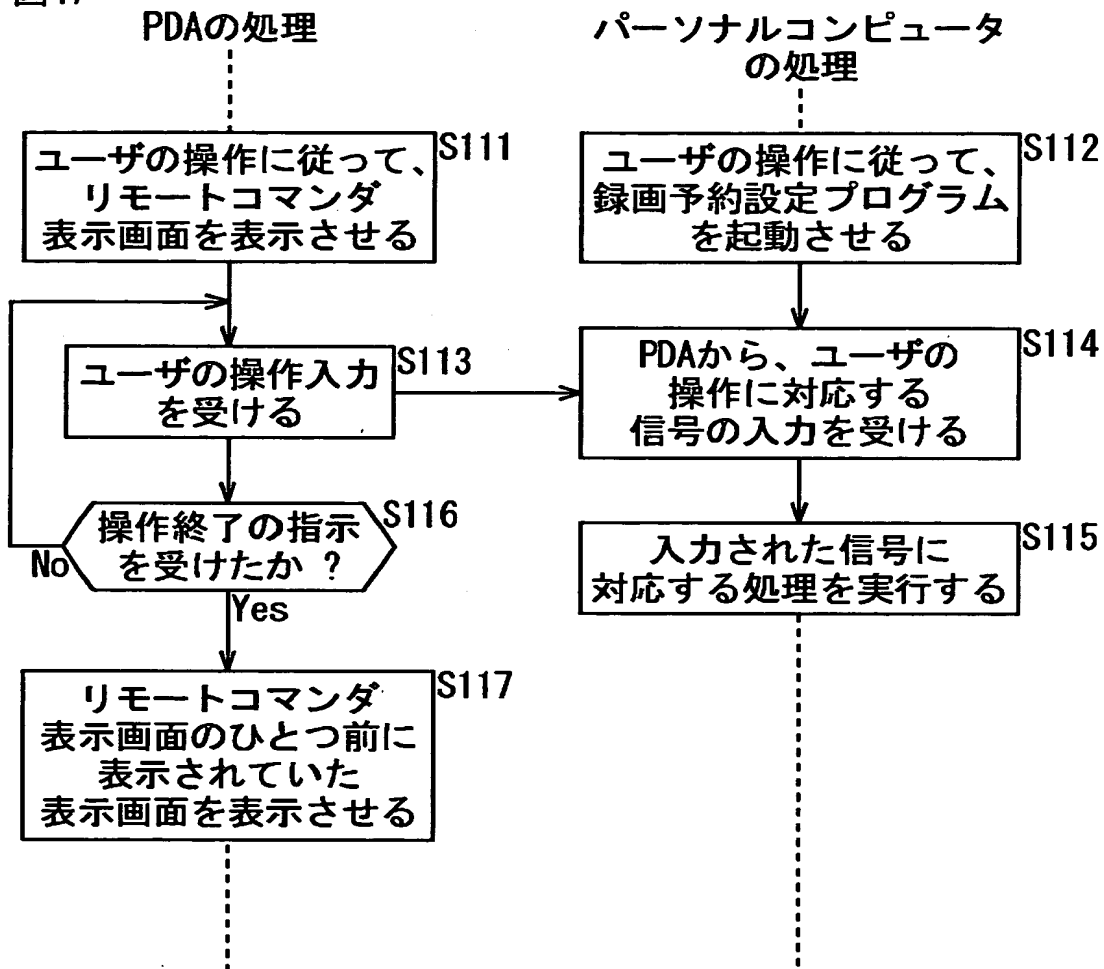 PDAの処理
パーソナルコンピュータ
の処理
S111
ユーザの操作に従って、
リモートコマンダ
表示画面を表示させる
S112
ユーザの操作に従って、
録画予約設定プログラム
を起動させる
S113
ユーザの操作入力
を受ける
S114
PDAから、ユーザの
操作に対応する
信号の入力を受ける
S116
操作終了の指示
を受けたか ?
No
Yes
S115
入力された信号に
対応する処理を実行する
S117
リモートコマンダ
表示画面のひとつ前に
表示されていた
表示画面を表示させる